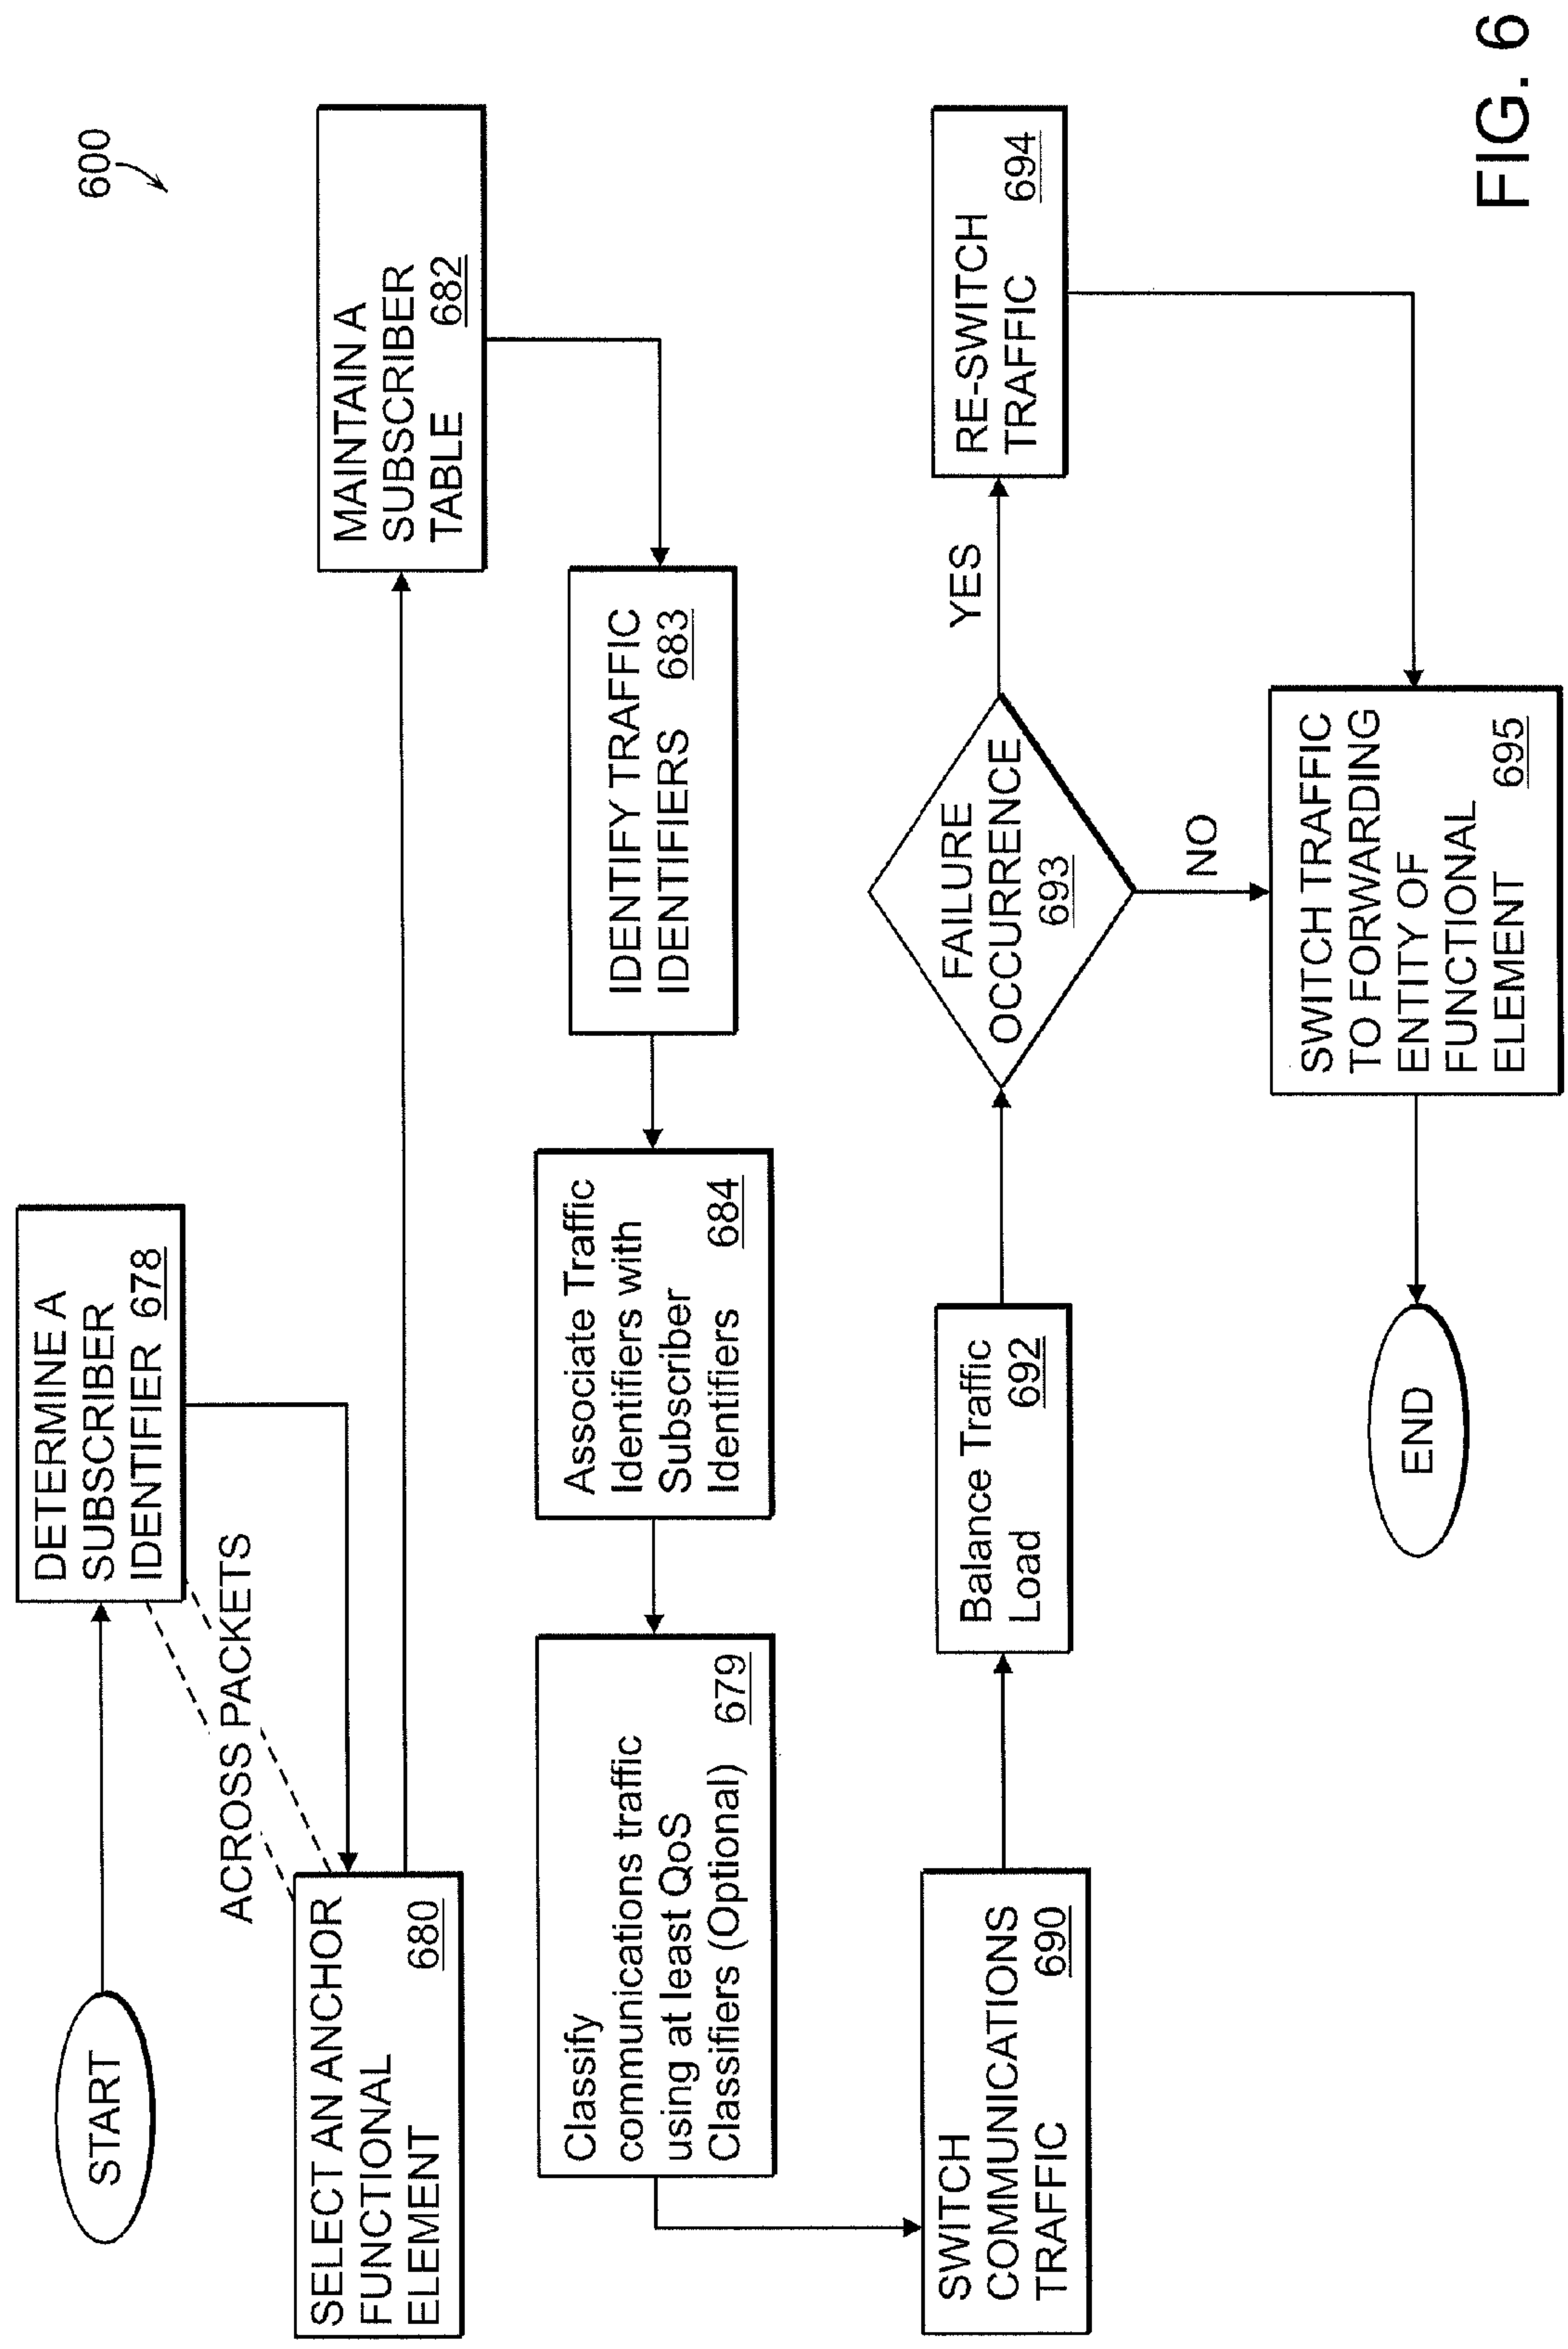 600
START
DETERMINE A
SUBSCRIBER
IDENTIFIER 678
ACROSS PACKETS
SELECT AN ANCHOR
FUNCTIONAL
ELEMENT 680
MAINTAIN A
SUBSCRIBER
TABLE 682
IDENTIFY TRAFFIC
IDENTIFIERS 683
Associate Traffic
Identifiers with
Subscriber
Identifiers 684
Classify
communications traffic
using at least QoS
Classifiers (Optional) 679
SWITCH
COMMUNICATIONS
TRAFFIC 690
Balance Traffic
Load 692
FAILURE
OCCURRENCE
693
YES
RE-SWITCH
TRAFFIC 694
NO
SWITCH TRAFFIC
TO FORWARDING
ENTITY OF
FUNCTIONAL
ELEMENT 695
END
FIG. 6